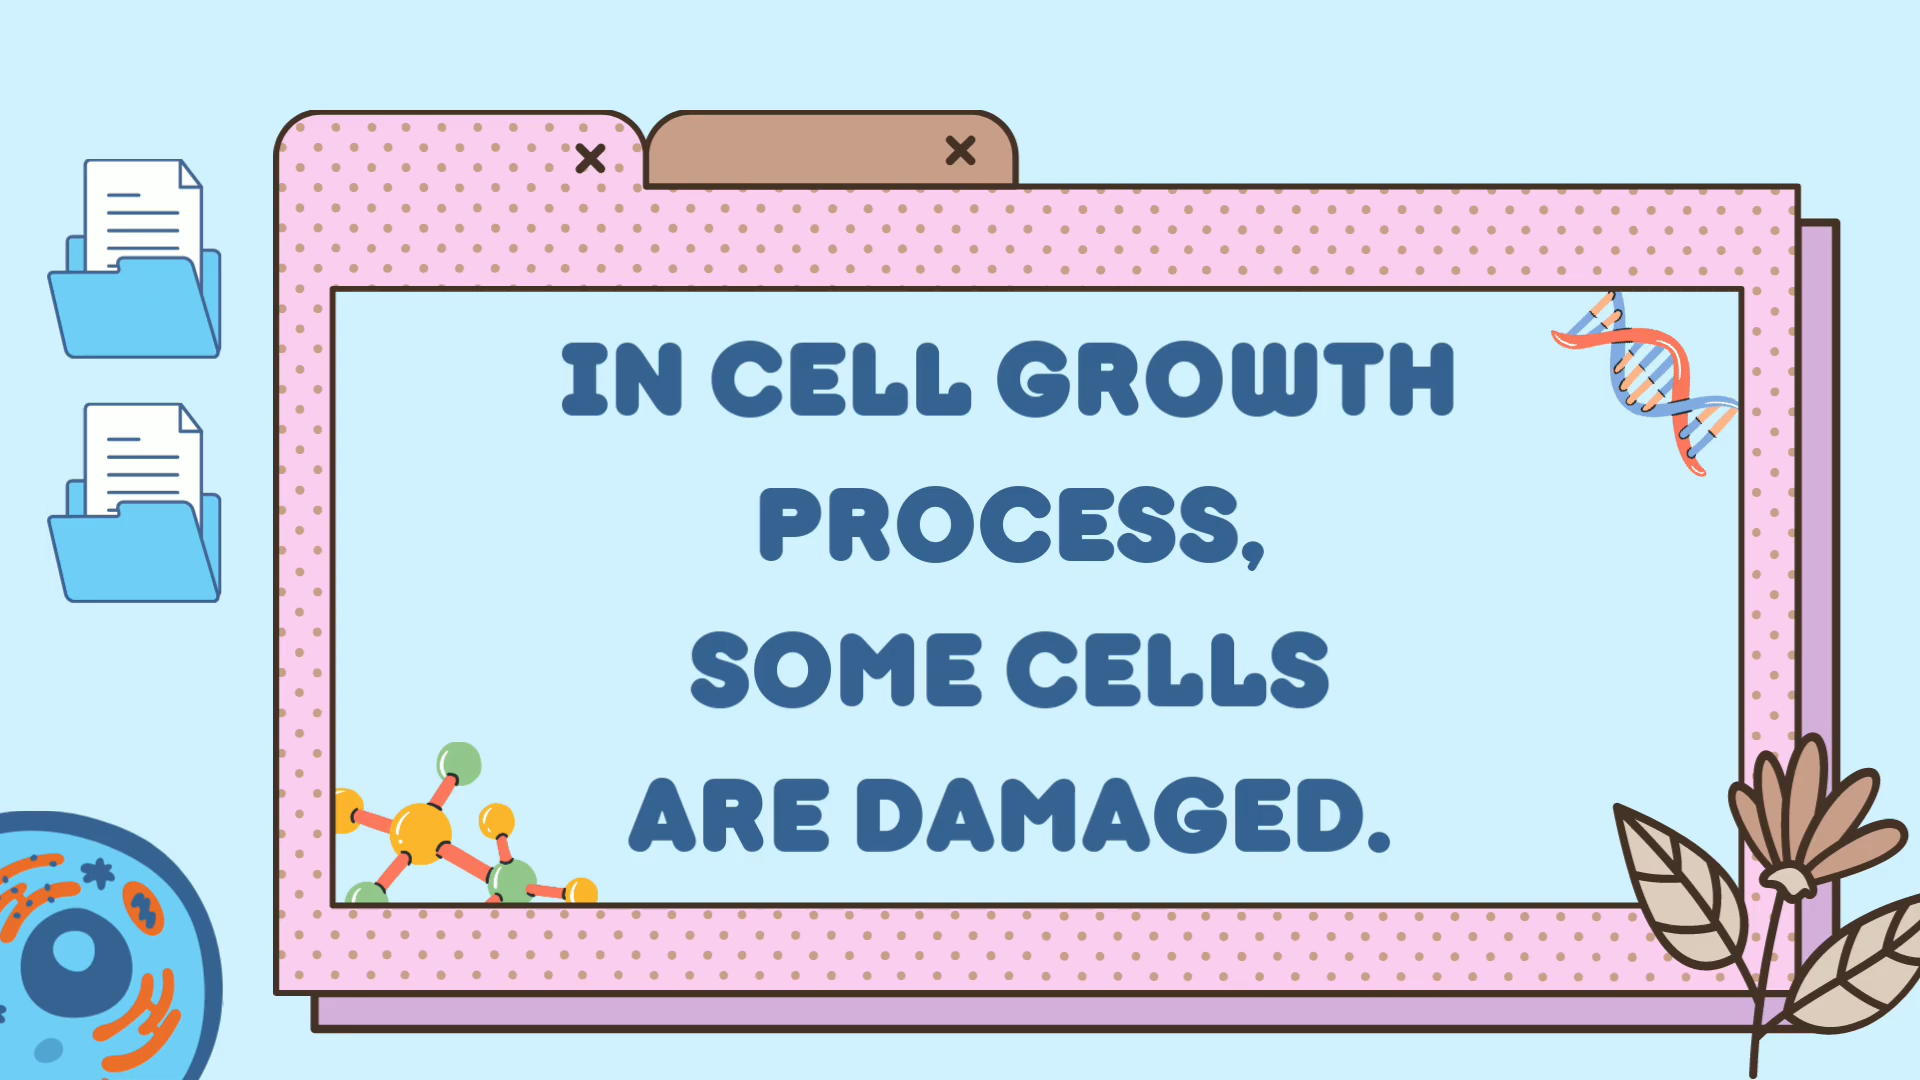 IN CELL GROWTH
PROCESS,
SOME CELLS
ARE DAMAGED.